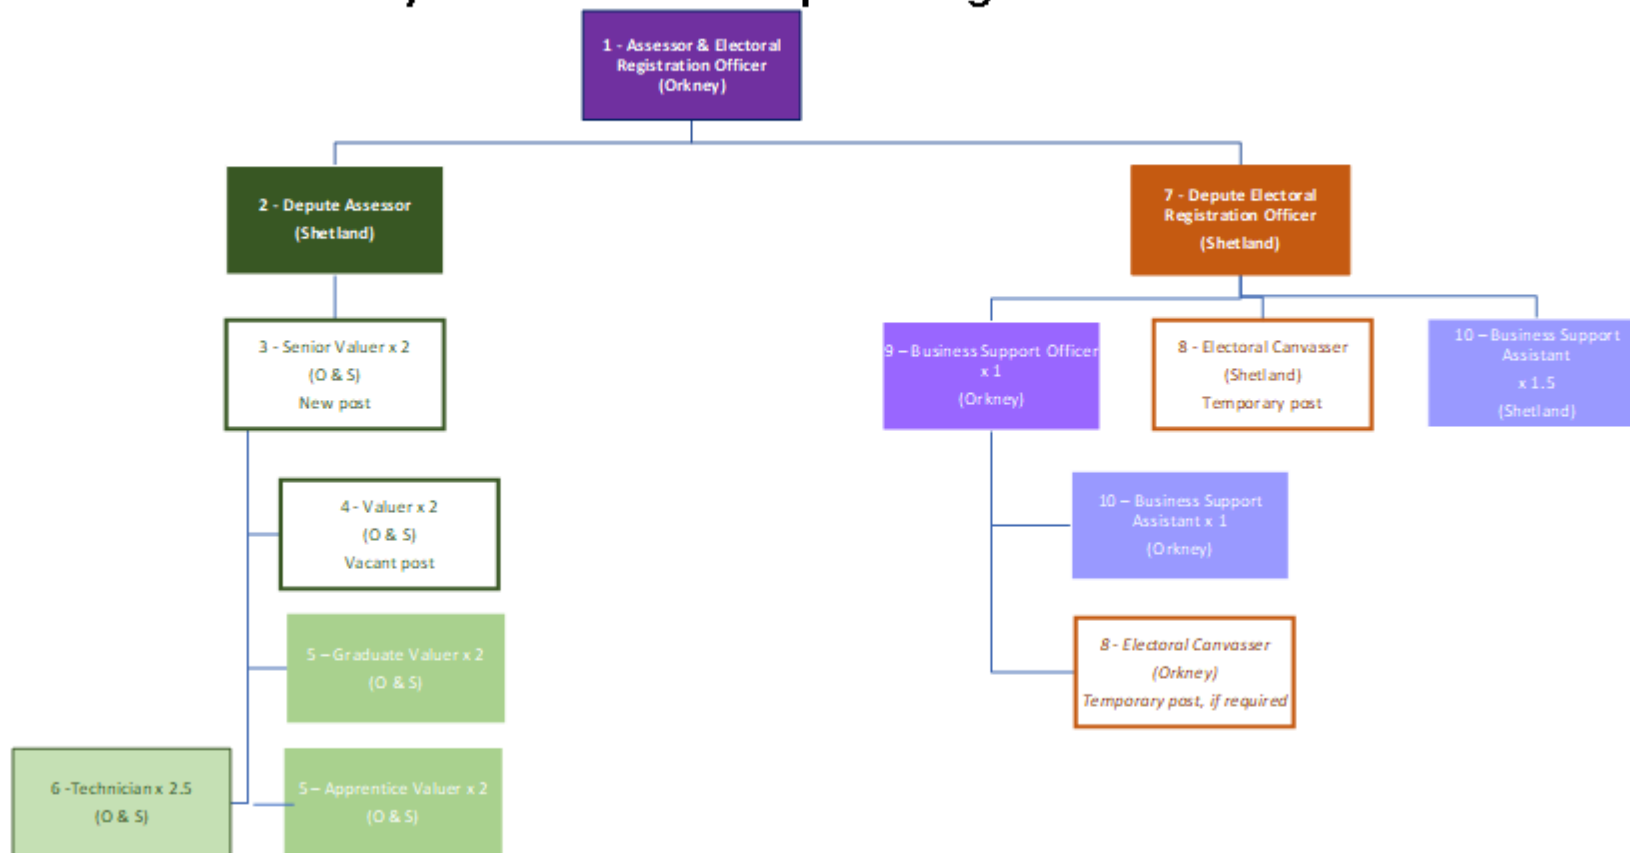 1 - Assessor & Electoral
Registration Officer
(Orkney)
2 - Depute Assessor
(Shetland)
7 - Depute Electoral
Registration Officer
(Shetland)
3 - Senior Valuer x 2
(O & S)
New post
9 – Business Support Officer
x 1
(Orkney)
8 - Electoral Canvasser
(Shetland)
Temporary post
10 – Business Support
Assistant
x 1.5
(Shetland)
4 - Valuer x 2
(O & S)
Vacant post
10 – Business Support
Assistant x 1
(Orkney)
5 – Graduate Valuer x 2
(O & S)
8 - Electoral Canvasser
(Orkney)
Temporary post, if required
6 -Technician x 2.5
(O & S)
5 – Apprentice Valuer x 2
(O & S)